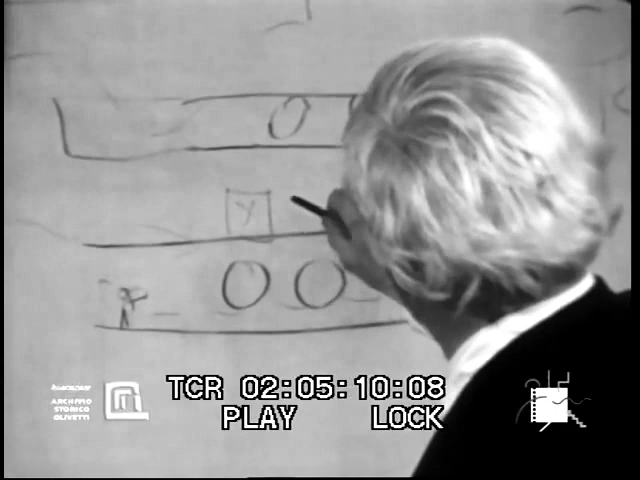 X
TCR 02:05:10:08
PLAY LOCK
ARCHIVIO
STORICO
OLIVETTI